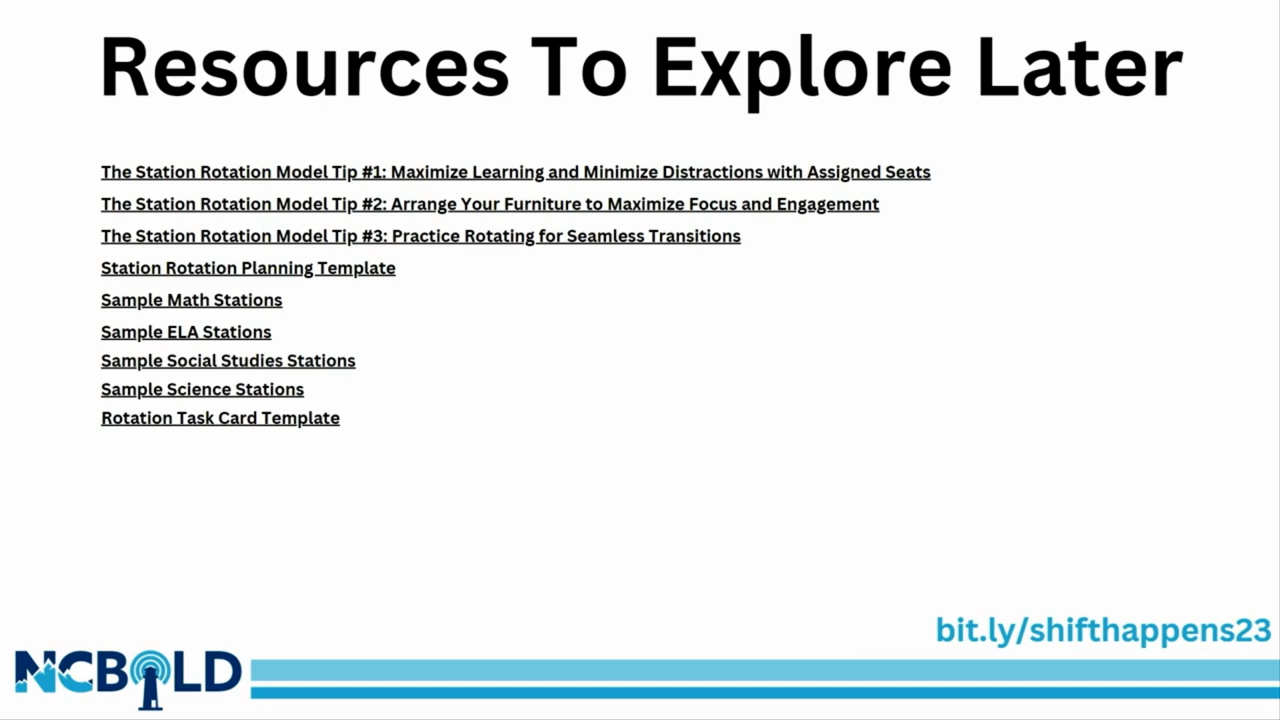 Resources To Explore Later
The Station Rotation Model Tip #1: Maximize Learning and Minimize Distractions with Assigned Seats
The Station Rotation Model Tip #2: Arrange Your Furniture to Maximize Focus and Engagement
The Station Rotation Model Tip #3: Practice Rotating for Seamless Transitions
Station Rotation Planning Template
Sample Math Stations
Sample ELA Stations
Sample Social Studies Stations
Sample Science Stations
Rotation Task Card Template
bit.ly/shifthappens23
NCBOLD